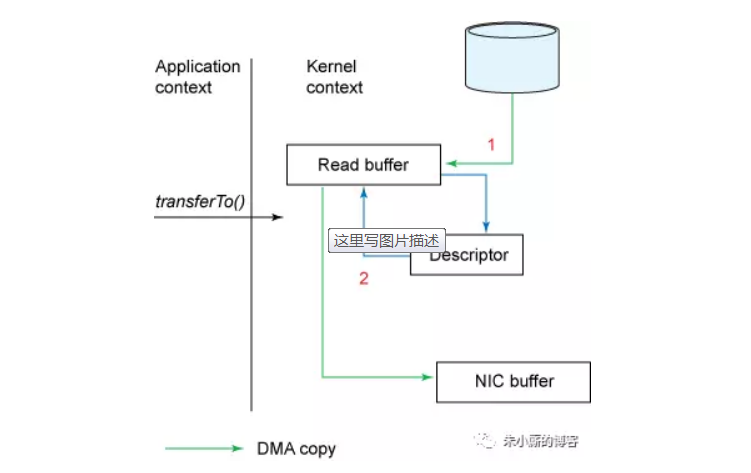 Application
context
Kernel
context
1
Read buffer
transferTo()
这里写图片描述
Descriptor
2
NIC buffer
DMA copy
朱小厮的博客